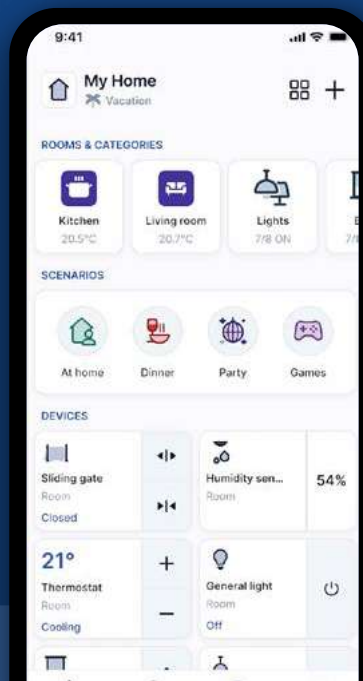 9:41
My Home
Vacation
ROOMS & CATEGORIES
Kitchen
20.5°C
Living room
20.7°C
Lights
7/8 ON
SCENARIOS
At home
Dinner
Party
Games
DEVICES
Sliding gate
Room
Closed
Humidity sen...
Room
54%
21°
Thermostat
Room
Cooling
General light
Room
Off